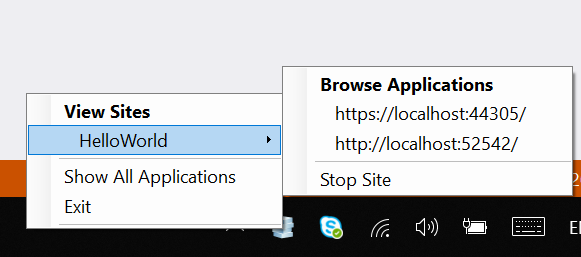 View Sites
HelloWorld
Show All Applications
Exit
Browse Applications
https://localhost:44305/
http://localhost:52542/
Stop Site